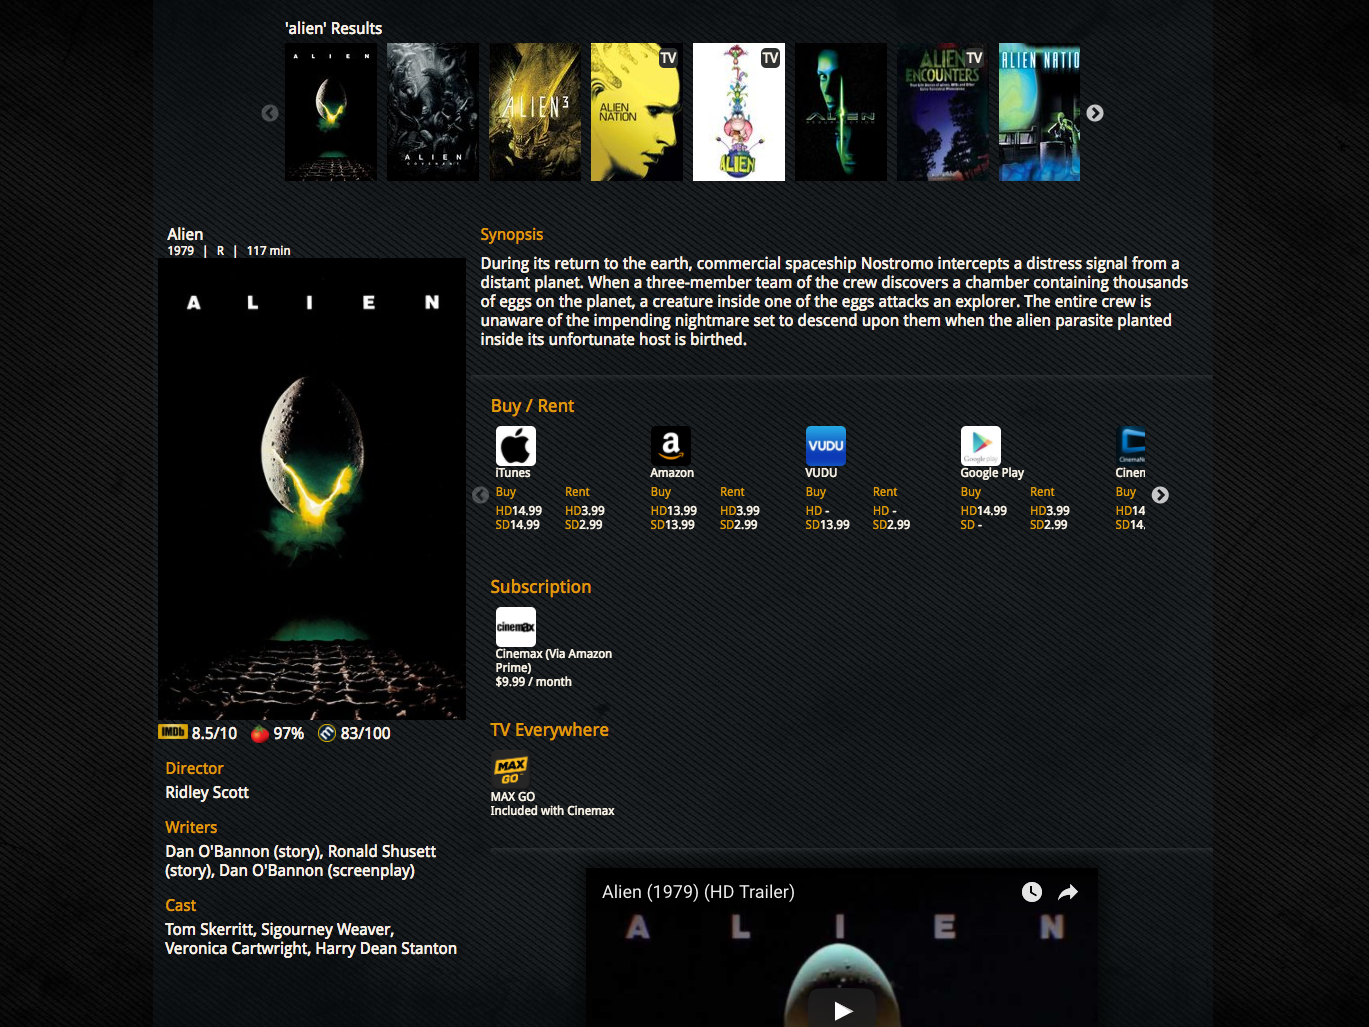 'alien' Results
A L I E N
A L I E N
COVENANT
ALIEN³
TV
ALIEN
NATION
TV
ALIEN
ALIEN
TV
ALIEN
ENCOUNTERS
ALIEN NATIO
Alien
1979 | R | 117 min
A L I E N
Synopsis
During its return to the earth, commercial spaceship Nostromo intercepts a distress signal from a
distant planet. When a three-member team of the crew discovers a chamber containing thousands
of eggs on the planet, a creature inside one of the eggs attacks an explorer. The entire crew is
unaware of the impending nightmare set to descend upon them when the alien parasite planted
inside its unfortunate host is birthed.
Buy / Rent
a
VUDU
Google play
iTunes
Amazon
VUDU
Google Play
Cinen
Buy Rent
HD14.99 HD3.99
SD14.99 SD2.99
Buy Rent
HD13.99 HD3.99
SD13.99 SD2.99
Buy Rent
HD - HD -
SD13.99 SD2.99
Buy Rent
HD14.99 HD3.99
SD - SD2.99
Buy
HD14
SD14.
Subscription
cinemax
Cinemax (Via Amazon
Prime)
$9.99 / month
TV Everywhere
MAX
GO
MAX GO
Included with Cinemax
IMDb 8.5/10 97% 83/100
Director
Ridley Scott
Writers
Dan O'Bannon (story), Ronald Shusett
(story), Dan O'Bannon (screenplay)
Cast
Tom Skerritt, Sigourney Weaver,
Veronica Cartwright, Harry Dean Stanton
Alien (1979) (HD Trailer)
A L I E N